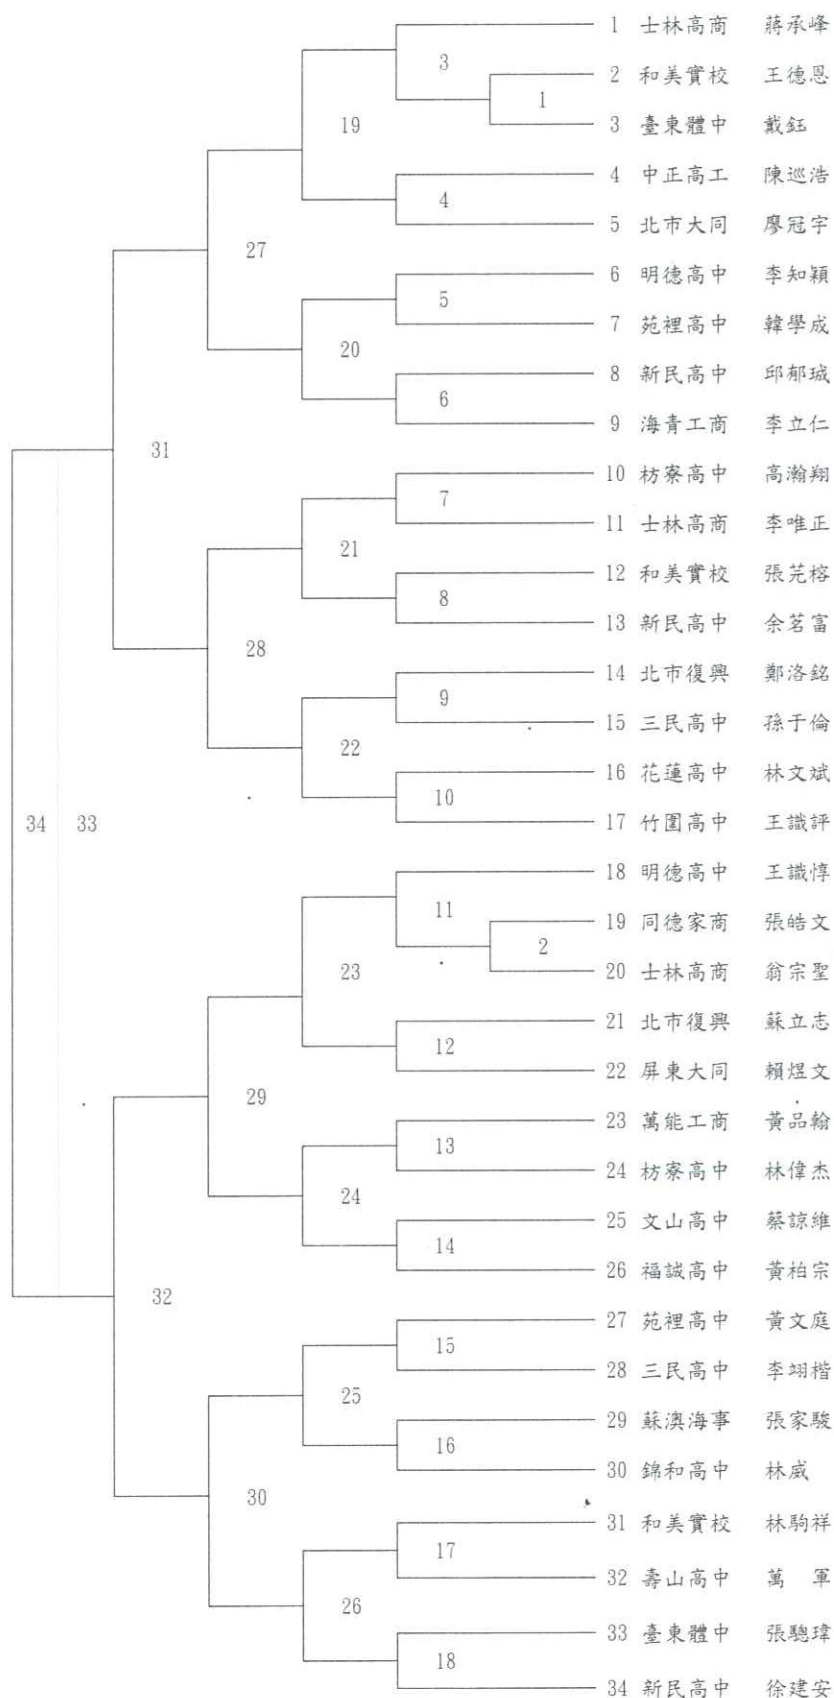 1 士林高商 蔣承峰
3
2 和美實校 王德恩
1
19
3 臺東體中 戴鈺
4 中正高工 陳巡浩
4
5 北市大同 廖冠宇
27
6 明德高中 李知穎
5
7 苑裡高中 韓學成
20
8 新民高中 邱郁珹
6
9 海青工商 李立仁
31
10 枋寮高中 高瀚翔
7
11 士林高商 李唯正
21
12 和美實校 張芫榕
8
13 新民高中 余茗富
28
14 北市復興 鄭洛銘
9
15 三民高中 孫于倫
22
16 花蓮高中 林文斌
10
17 竹圍高中 王識評
34 33
18 明德高中 王識惇
11
19 同德家商 張皓文
2
23
20 士林高商 翁宗聖
21 北市復興 蘇立志
12
22 屏東大同 賴煜文
29
23 萬能工商 黃品翰
13
24 枋寮高中 林偉杰
24
25 文山高中 蔡諒維
14
26 福誠高中 黃柏宗
32
27 苑裡高中 黃文庭
15
28 三民高中 李翊楷
25
29 蘇澳海事 張家駿
16
30 錦和高中 林威
30
31 和美實校 林駒祥
17
32 壽山高中 萬 軍
26
33 臺東體中 張驄瑋
18
34 新民高中 徐建安